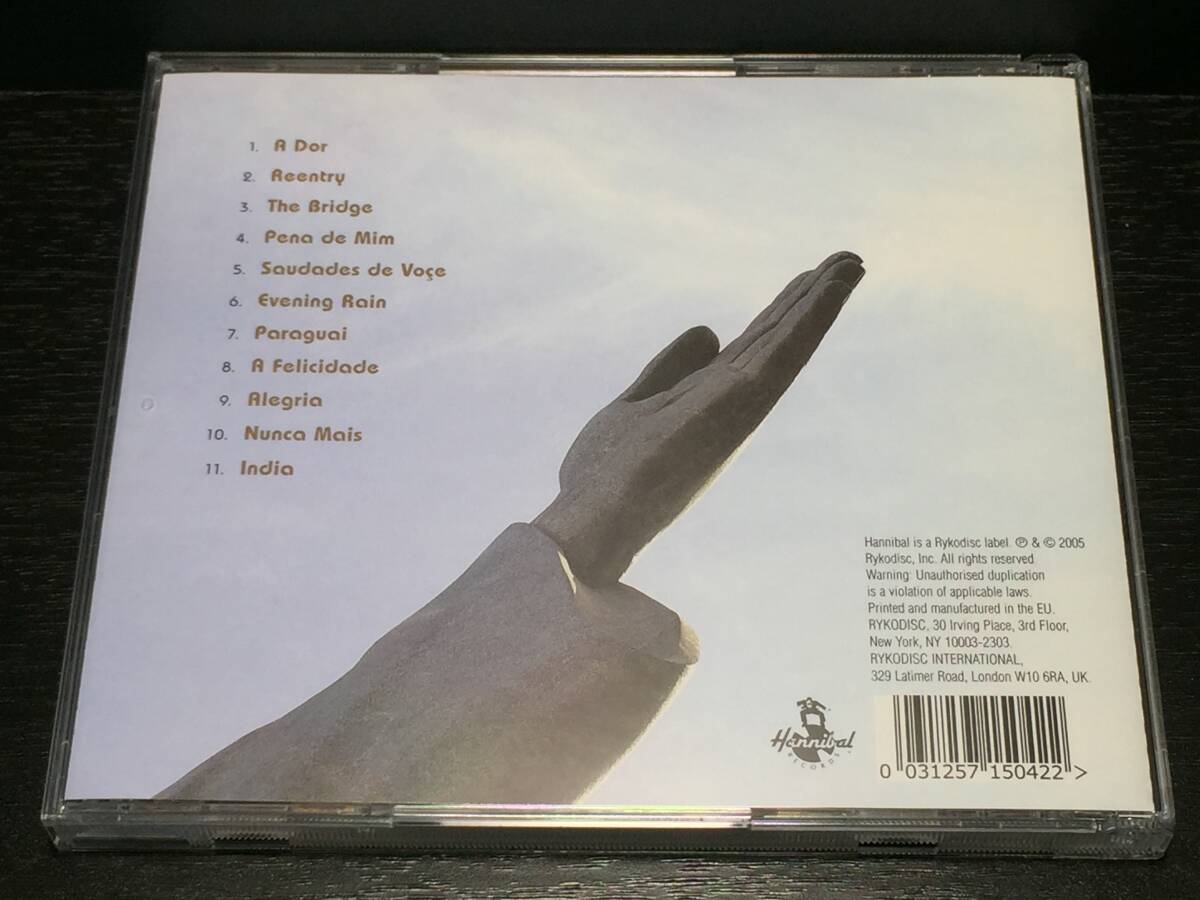 1. A Dor
2. Reentry
3. The Bridge
4. Pena de Mim
5. Saudades de Voçe
6. Evening Rain
7. Paraguai
8. A Felicidade
9. Alegria
10. Nunca Mais
11. India
Hannibal is a Rykodisc label. ℗ & © 2005
Rykodisc, Inc. All rights reserved.
Warning: Unauthorised duplication
is a violation of applicable laws.
Printed and manufactured in the EU.
RYKODISC, 30 Irving Place, 3rd Floor,
New York, NY 10003-2303.
RYKODISC INTERNATIONAL,
329 Latimer Road, London W10 6RA, UK.
Hannibal
RECORDS
0 031257 150422 >